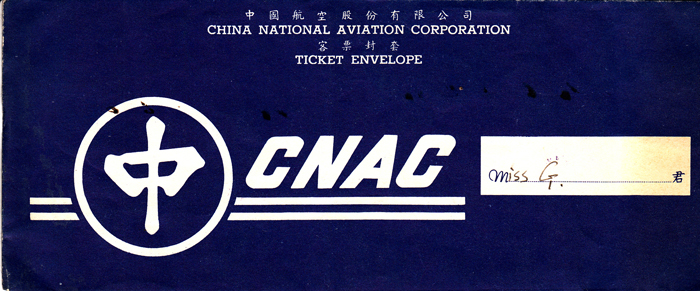 中國航空股份有限公司
CHINA NATIONAL AVIATION CORPORATION
客票封套
TICKET ENVELOPE
中
CNAC
Miss G. 君